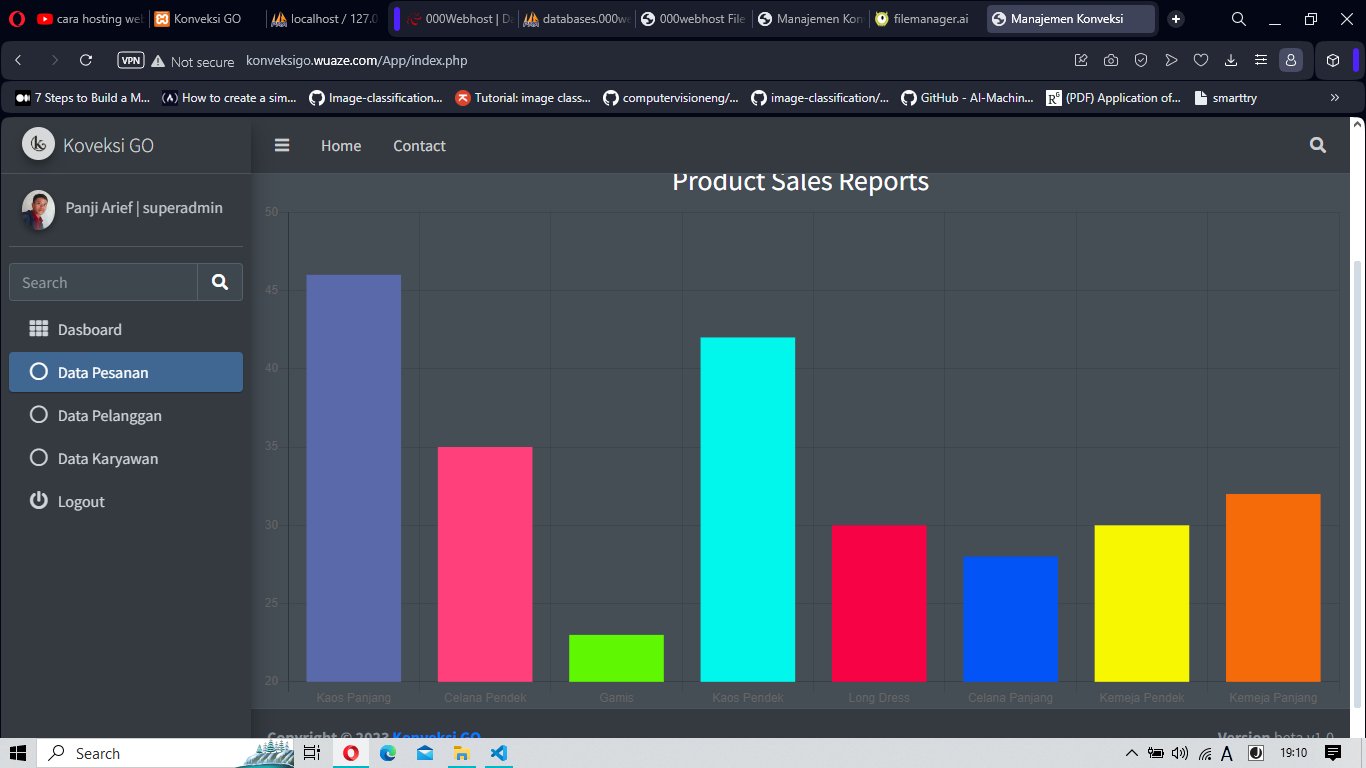 cara hosting web
Konveksi GO
localhost / 127.0
000Webhost | Da
databases.000we
000webhost File
Manajemen Kon
filemanager.ai
Manajemen Konveksi
VPN
Not secure
konveksigo.wuaze.com/App/index.php
7 Steps to Build a M...
How to create a sim...
Image-classification...
Tutorial: image class...
computervisioneng/...
image-classification/...
GitHub - AI-Machin...
(PDF) Application of...
smarttry
Koveksi GO
Home
Contact
Panji Arief | superadmin
Search
Dasboard
Data Pesanan
Data Pelanggan
Data Karyawan
Logout
Product Sales Reports
50
45
40
35
30
25
20
Kaos Panjang
Celana Pendek
Gamis
Kaos Pendek
Long Dress
Celana Panjang
Kemeja Pendek
Kemeja Panjang
Copyright © 2023 Konveksi GO
Version beta v1.0
Search
A
19:10